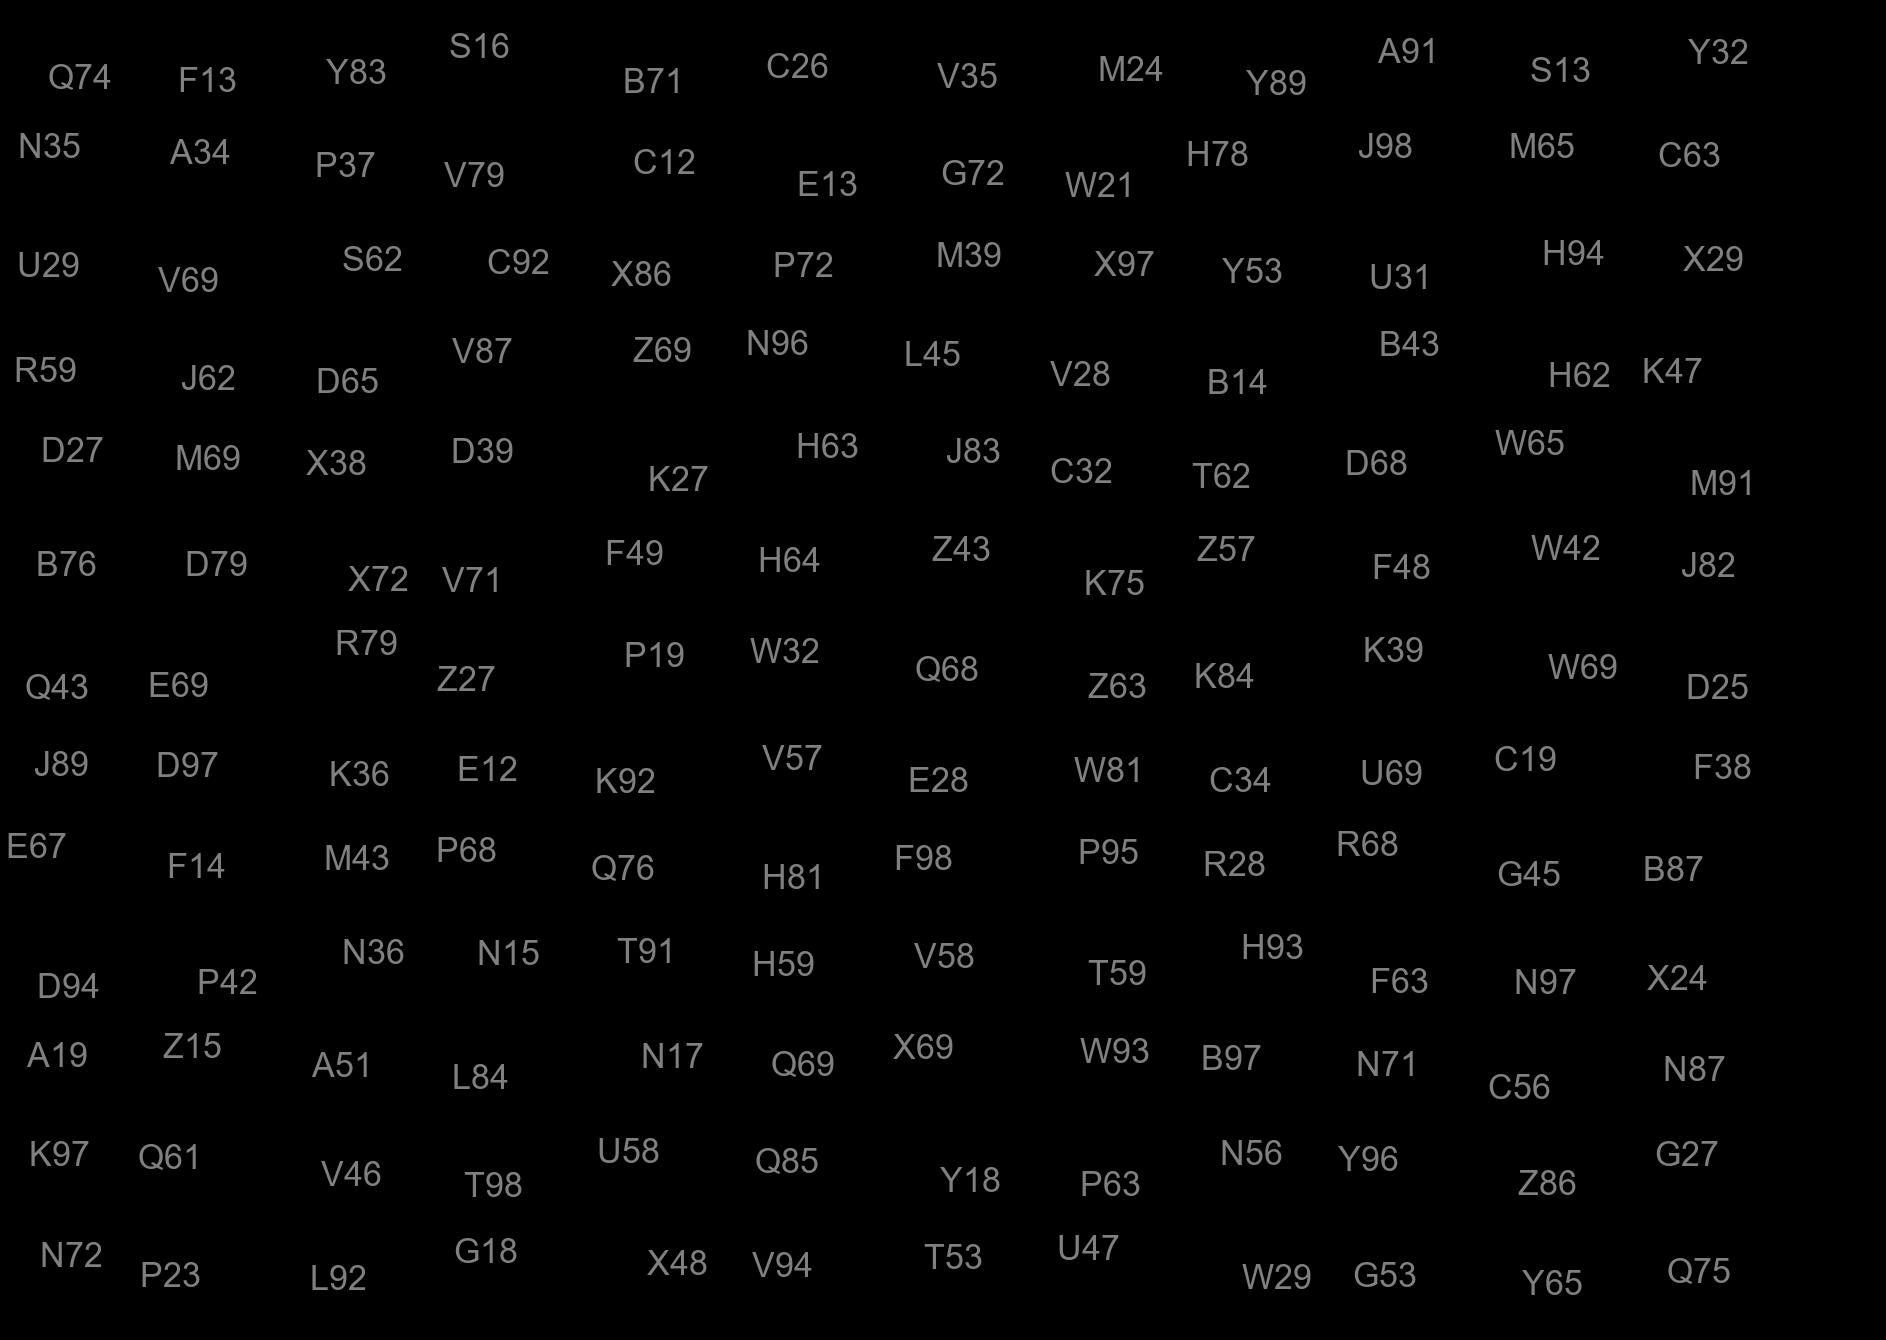 Q74 F13 Y83 S16 B71 C26 V35 M24 Y89 A91 S13 Y32
N35 A34 P37 V79 C12 E13 G72 W21 H78 J98 M65 C63
U29 V69 S62 C92 X86 P72 M39 X97 Y53 U31 H94 X29
R59 J62 D65 V87 Z69 N96 L45 V28 B14 B43 H62 K47
D27 M69 X38 D39 K27 H63 J83 C32 T62 D68 W65 M91
B76 D79 X72 V71 F49 H64 Z43 K75 Z57 F48 W42 J82
Q43 E69 R79 Z27 P19 W32 Q68 Z63 K84 K39 W69 D25
J89 D97 K36 E12 K92 V57 E28 W81 C34 U69 C19 F38
E67 F14 M43 P68 Q76 H81 F98 P95 R28 R68 G45 B87
D94 P42 N36 N15 T91 H59 V58 T59 H93 F63 N97 X24
A19 Z15 A51 L84 N17 Q69 X69 W93 B97 N71 C56 N87
K97 Q61 V46 T98 U58 Q85 Y18 P63 N56 Y96 Z86 G27
N72 P23 L92 G18 X48 V94 T53 U47 W29 G53 Y65 Q75